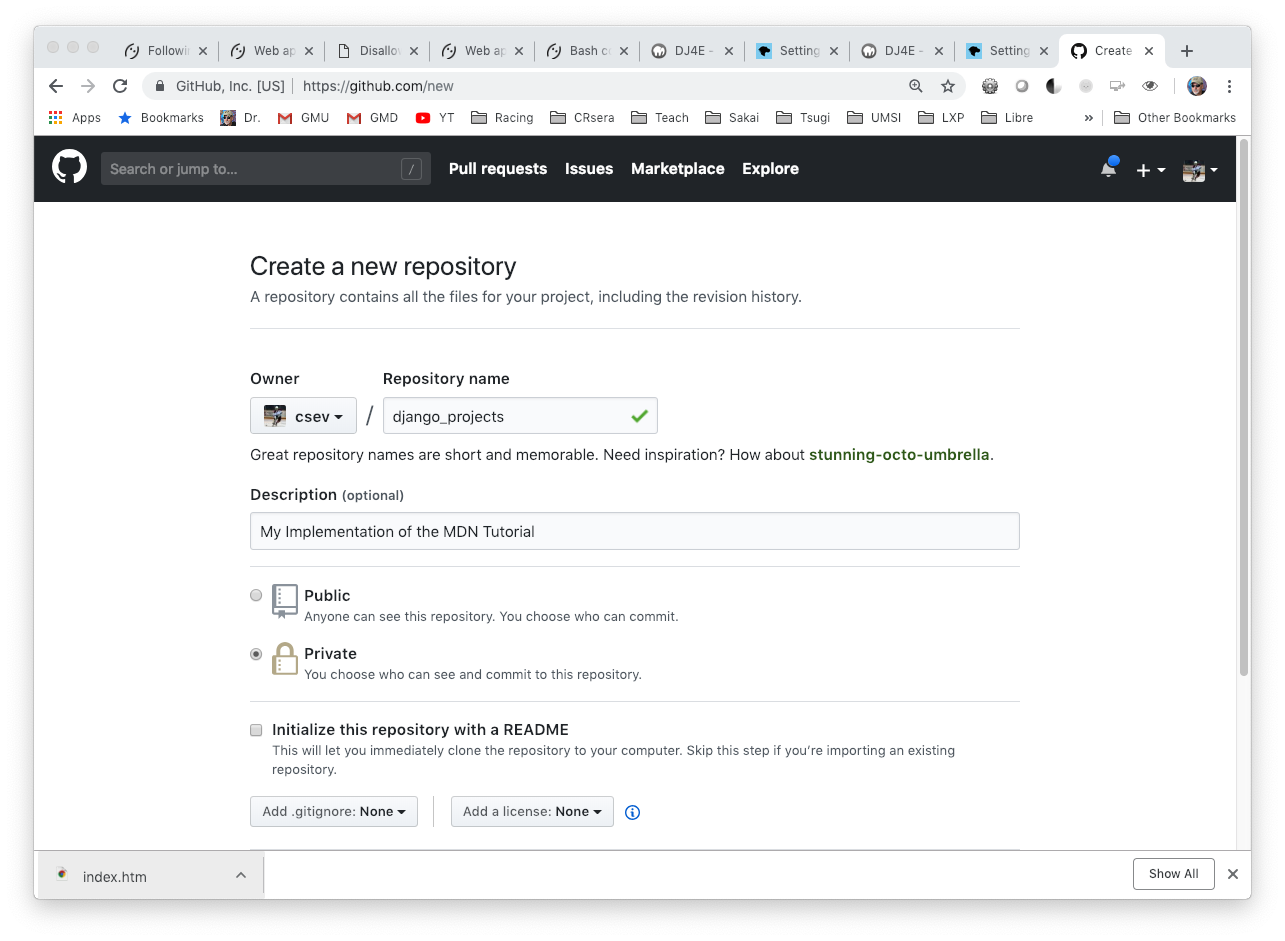 Followin Web ap Disallow Web ap Bash co DJ4E - Setting DJ4E - Setting Create
GitHub, Inc. [US] https://github.com/new
Apps Bookmarks Dr. GMU GMD YT Racing CRsera Teach Sakai Tsugi UMSI LXP Libre » Other Bookmarks
Search or jump to... / Pull requests Issues Marketplace Explore
Create a new repository
A repository contains all the files for your project, including the revision history.
Owner Repository name
csev / django_projects
Great repository names are short and memorable. Need inspiration? How about stunning-octo-umbrella.
Description (optional)
My Implementation of the MDN Tutorial
Public
Anyone can see this repository. You choose who can commit.
Private
You choose who can see and commit to this repository.
Initialize this repository with a README
This will let you immediately clone the repository to your computer. Skip this step if you’re importing an existing
repository.
Add .gitignore: None Add a license: None
index.htm Show All